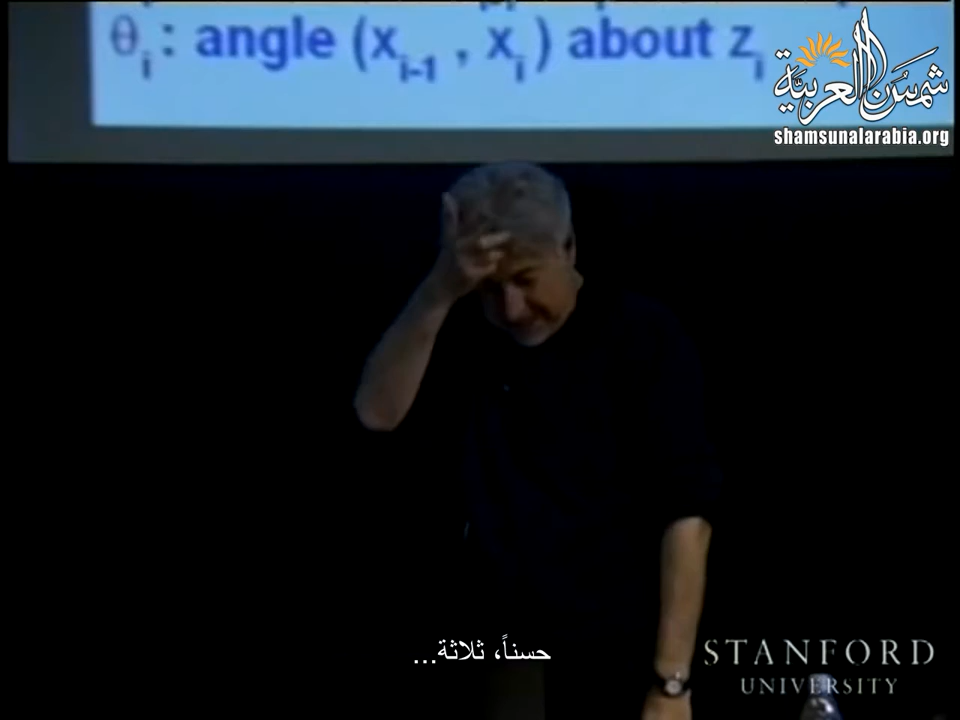 θi : angle (xi-1 , xi) about zi
شمس العربية
shamsunalarabia.org
حسناً، ثلاثة...
STANFORD
UNIVERSITY